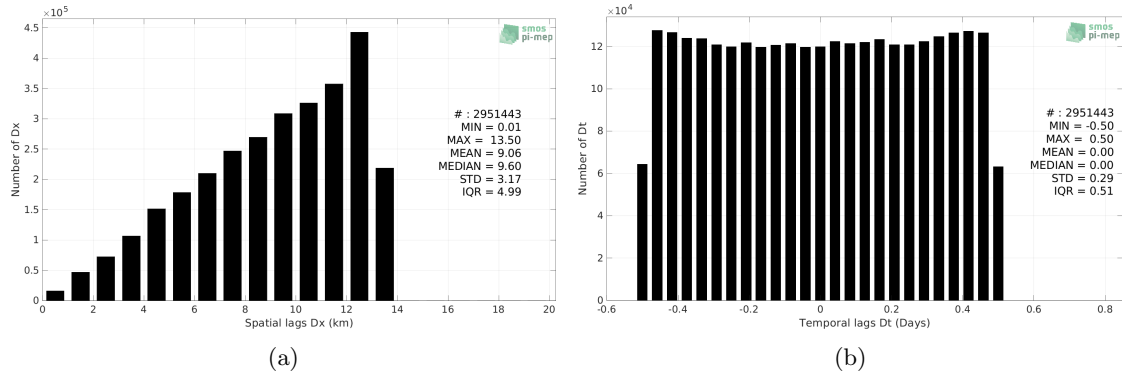 ×10⁵
4.5
4
3.5
3
2.5
2
1.5
1
0.5
0
Number of Dx
0 2 4 6 8 10 12 14 16 18 20
Spatial lags Dx (km)
smos
pi-mep
# : 2951443
MIN = 0.01
MAX = 13.50
MEAN = 9.06
MEDIAN = 9.60
STD = 3.17
IQR = 4.99
(a)
×10⁴
12
10
8
6
4
2
0
Number of Dt
-0.6 -0.4 -0.2 0 0.2 0.4 0.6 0.8
Temporal lags Dt (Days)
smos
pi-mep
# : 2951443
MIN = -0.50
MAX = 0.50
MEAN = 0.00
MEDIAN = 0.00
STD = 0.29
IQR = 0.51
(b)